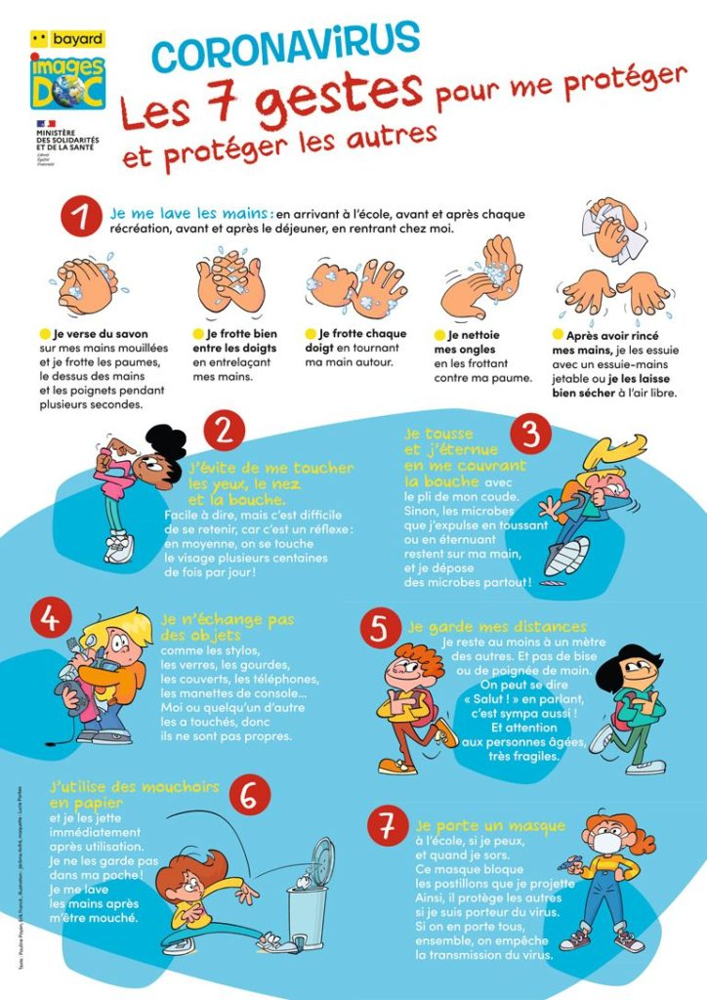 bayard
images
DOC
MINISTÈRE
DES SOLIDARITÉS
ET DE LA SANTÉ
Liberté
Égalité
Fraternité
CORONAVIRUS
Les 7 gestes pour me protéger
et protéger les autres
1
Je me lave les mains : en arrivant à l'école, avant et après chaque
récréation, avant et après le déjeuner, en rentrant chez moi.
Je verse du savon
sur mes mains mouillées
et je frotte les paumes,
le dessus des mains
et les poignets pendant
plusieurs secondes.
Je frotte bien
entre les doigts
en entrelaçant
mes mains.
Je frotte chaque
doigt en tournant
ma main autour.
Je nettoie
mes ongles
en les frottant
contre ma paume.
Après avoir rincé
mes mains, je les essuie
avec un essuie-mains
jetable ou je les laisse
bien sécher à l'air libre.
2
J'évite de me toucher
les yeux, le nez
et la bouche.
Facile à dire, mais c'est difficile
de se retenir, car c'est un réflexe :
en moyenne, on se touche
le visage plusieurs centaines
de fois par jour !
3
Je tousse
et j'éternue
en me couvrant
la bouche avec
le pli de mon coude.
Sinon, les microbes
que j'expulse en toussant
ou en éternuant
restent sur ma main,
et je dépose
des microbes partout !
4
Je n'échange pas
des objets
comme les stylos,
les verres, les gourdes,
les couverts, les téléphones,
les manettes de console...
Moi ou quelqu'un d'autre
les a touchés, donc
ils ne sont pas propres.
5
Je garde mes distances
Je reste au moins à un mètre
des autres. Et pas de bise
ou de poignée de main.
On peut se dire
« Salut ! » en parlant,
c'est sympa aussi !
Et attention
aux personnes âgées,
très fragiles.
6
J'utilise des mouchoirs
en papier
et je les jette
immédiatement
après utilisation.
Je ne les garde pas
dans ma poche !
Je me lave
les mains après
m'être mouché.
7
Je porte un masque
à l'école, si je peux,
et quand je sors.
Ce masque bloque
les postillons que je projette
Ainsi, il protège les autres
si je suis porteur du virus.
Si on en porte tous,
ensemble, on empêche
la transmission du virus.